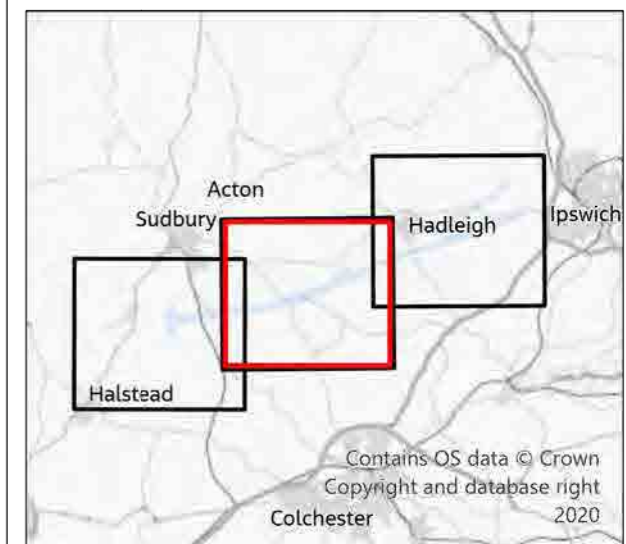 Acton
Sudbury
Hadleigh
Ipswich
Halstead
Contains OS data © Crown
Copyright and database right
2020
Colchester